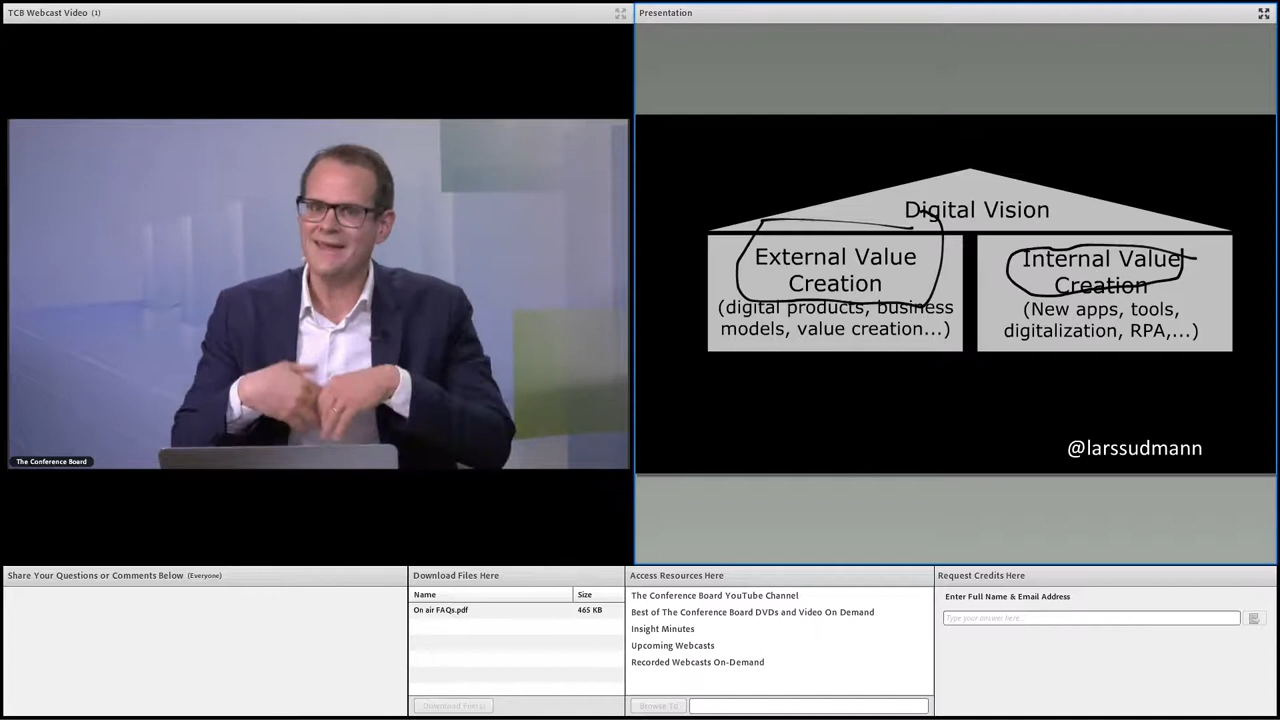 TCB Webcast Video (1)
Presentation
Digital Vision
External Value
Creation
(digital products, business
models, value creation...)
Internal Value
Creation
(New apps, tools,
digitalization, RPA,...)
@larssudmann
The Conference Board
Share Your Questions or Comments Below (Everyone)
Download Files Here
Name Size
On air FAQs.pdf 465 KB
Download File(s)
Access Resources Here
The Conference Board YouTube Channel
Best of The Conference Board DVDs and Video On Demand
Insight Minutes
Upcoming Webcasts
Recorded Webcasts On-Demand
Browse To
Request Credits Here
Enter Full Name & Email Address
Type your answer here...